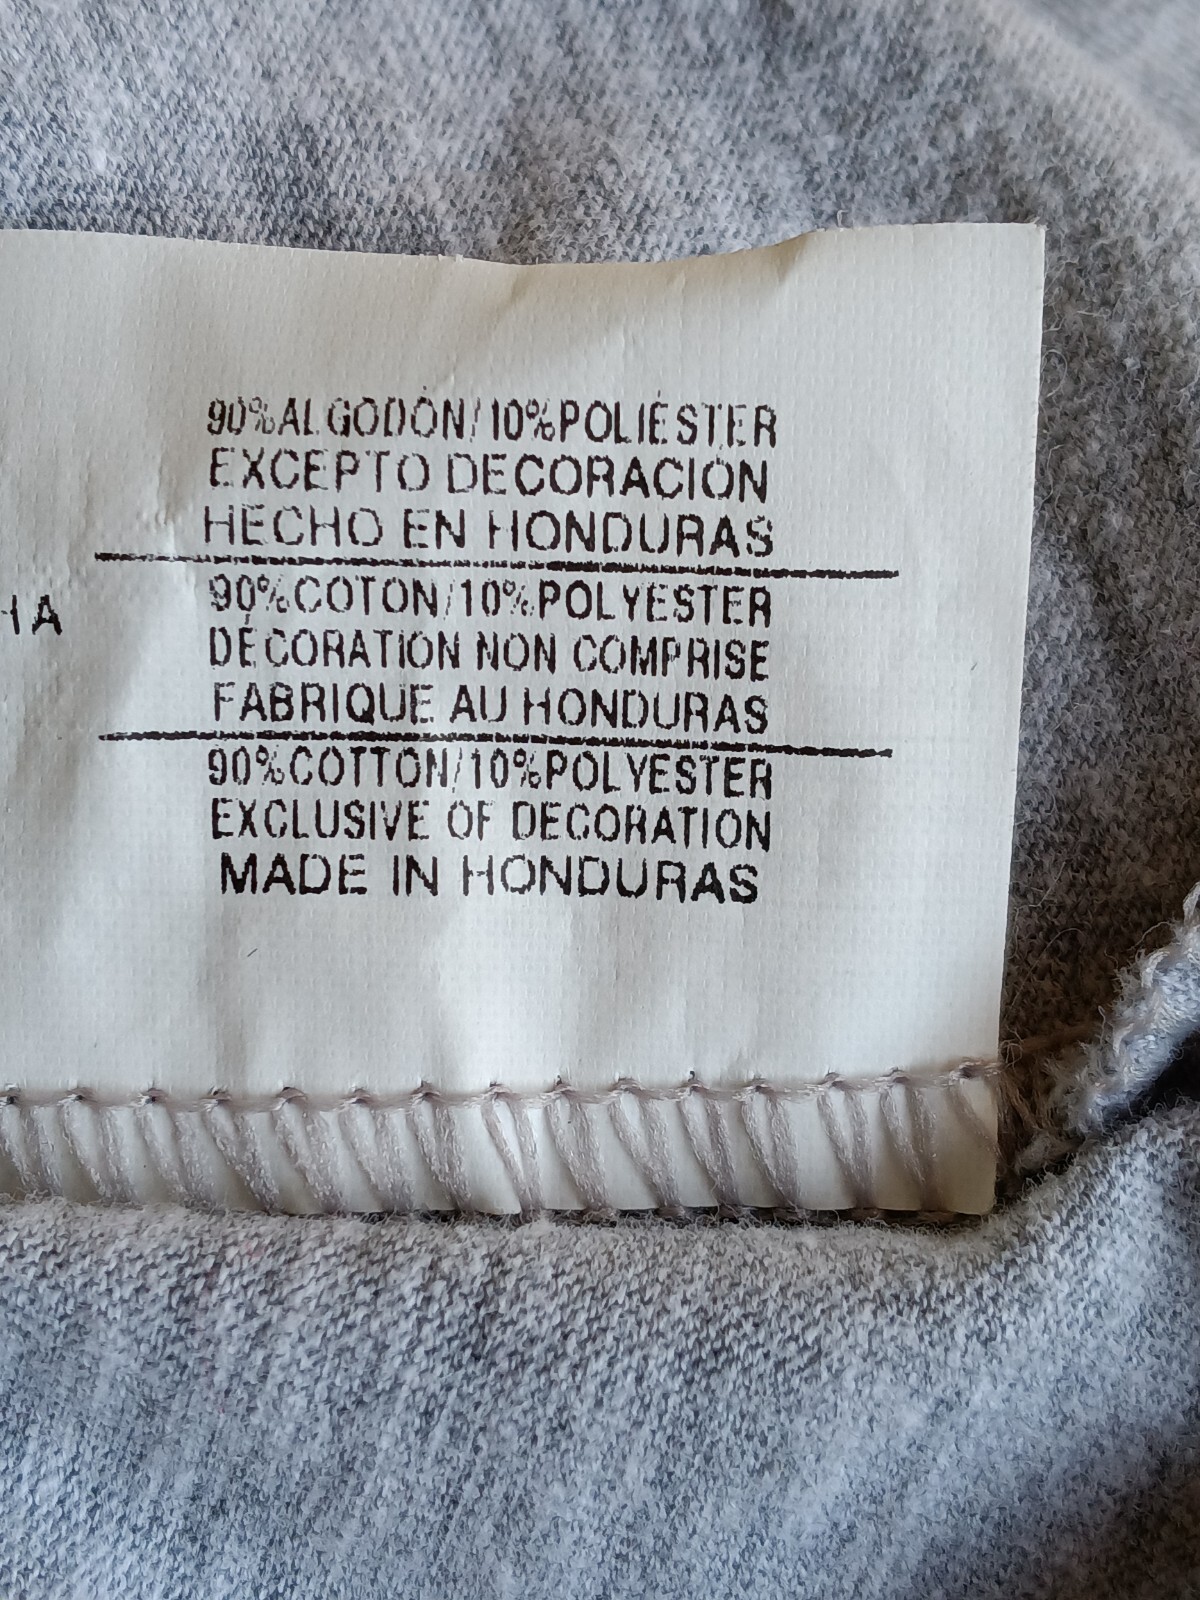 90%ALGODÓN/10%POLIÉSTER
EXCEPTO DECORACIÓN
HECHO EN HONDURAS
90%COTON/10%POLYESTER
DÉCORATION NON COMPRISE
FABRIQUE AU HONDURAS
90%COTTON/10%POLYESTER
EXCLUSIVE OF DECORATION
MADE IN HONDURAS